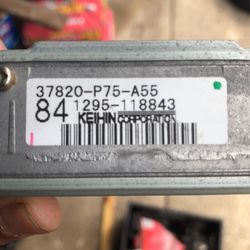 37820-P75-A55
84 1295-118843
KEIHIN CORPORATION